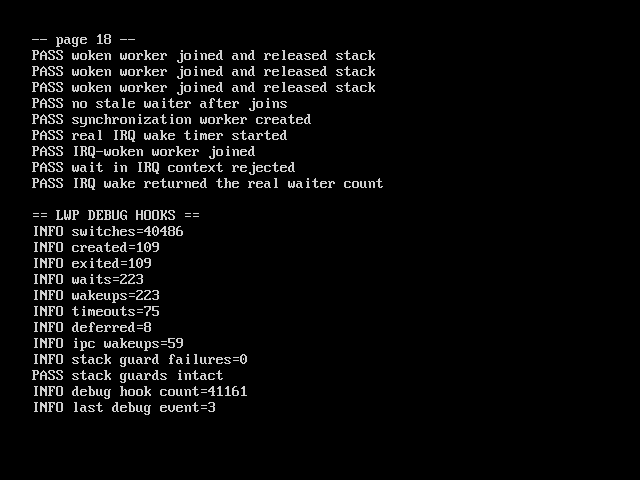 -- page 18 --
PASS woken worker joined and released stack
PASS woken worker joined and released stack
PASS woken worker joined and released stack
PASS no stale waiter after joins
PASS synchronization worker created
PASS real IRQ wake timer started
PASS IRQ-woken worker joined
PASS wait in IRQ context rejected
PASS IRQ wake returned the real waiter count
== LWP DEBUG HOOKS ==
INFO switches=40486
INFO created=109
INFO exited=109
INFO waits=223
INFO wakeups=223
INFO timeouts=75
INFO deferred=8
INFO ipc wakeups=59
INFO stack guard failures=0
PASS stack guards intact
INFO debug hook count=41161
INFO last debug event=3